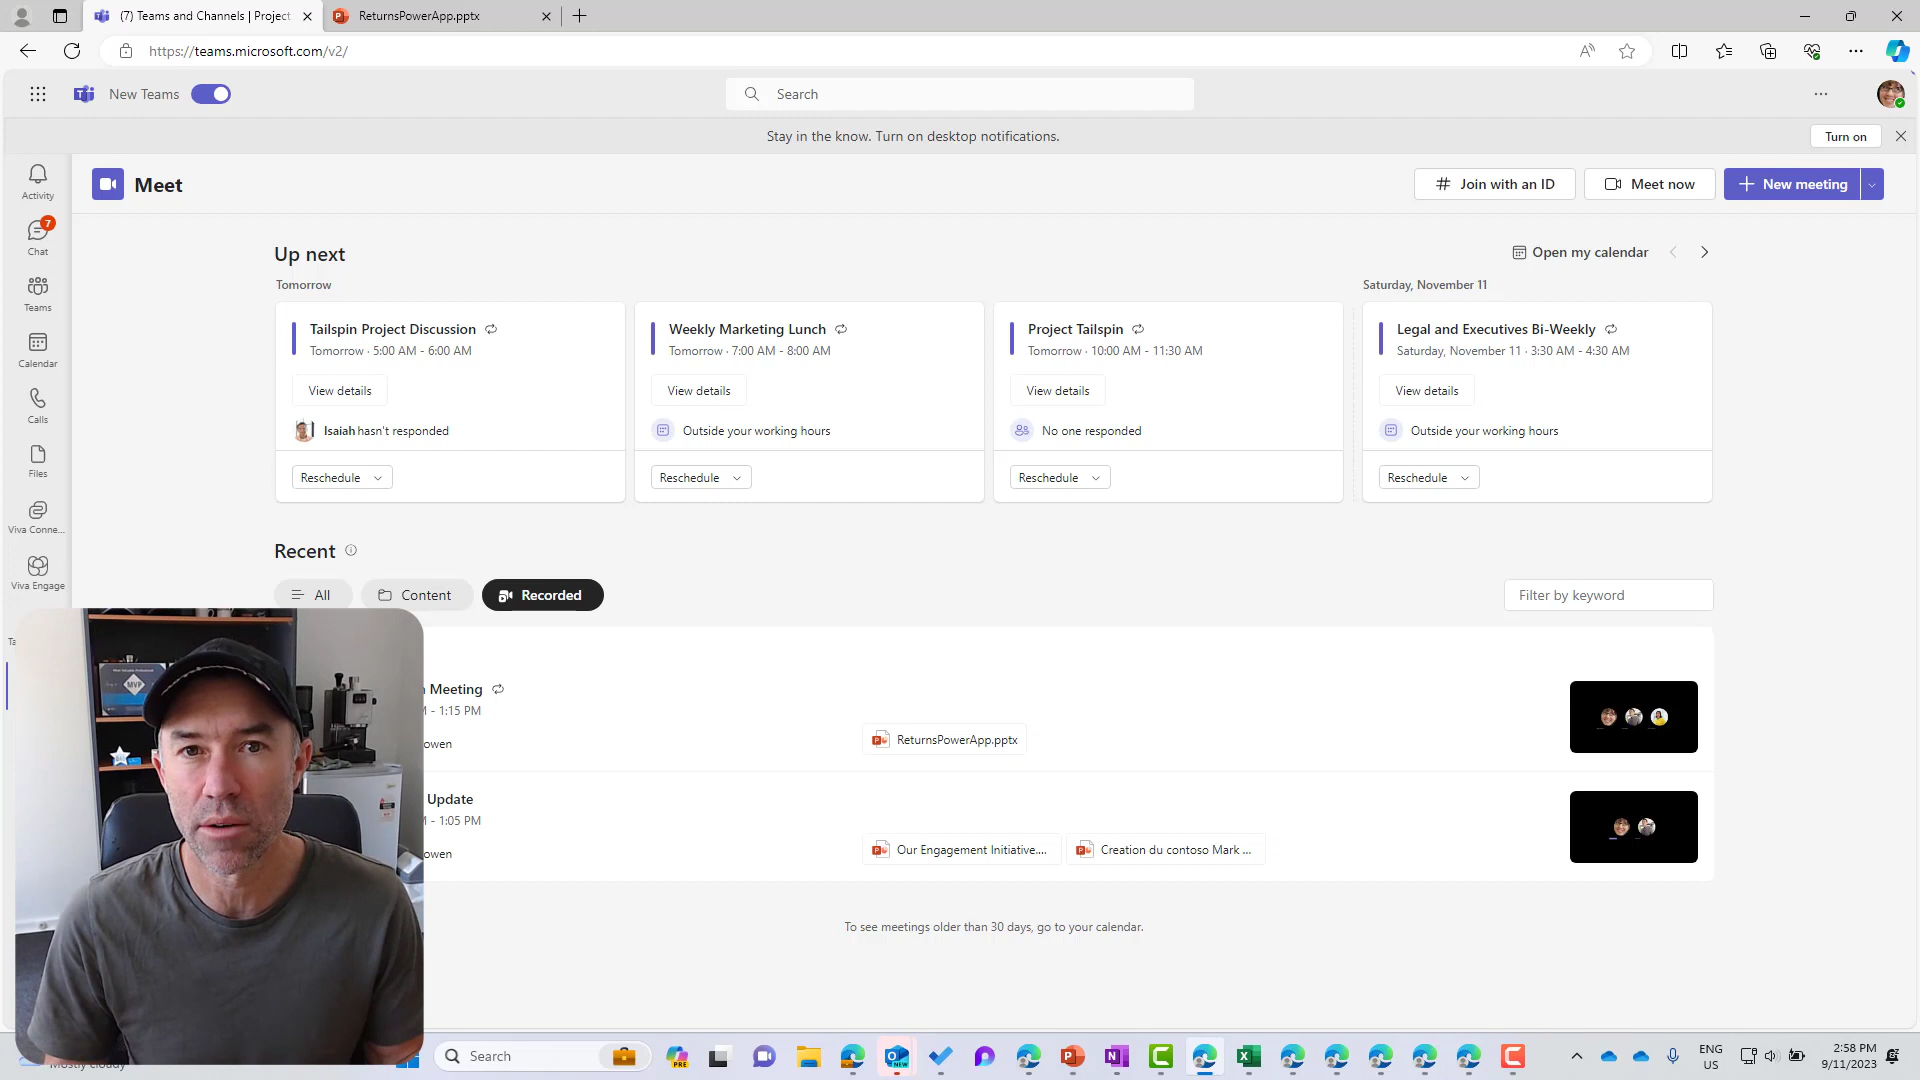 (7) Teams and Channels | Project
ReturnsPowerApp.pptx
https://teams.microsoft.com/v2/
New Teams
Search
Stay in the know. Turn on desktop notifications.
Turn on
Activity
7
Chat
Teams
Calendar
Calls
Files
Viva Conne...
Viva Engage
Meet
Join with an ID
Meet now
New meeting
Up next
Open my calendar
Tomorrow
Saturday, November 11
Tailspin Project Discussion
Tomorrow · 5:00 AM - 6:00 AM
View details
Isaiah hasn't responded
Reschedule
Weekly Marketing Lunch
Tomorrow · 7:00 AM - 8:00 AM
View details
Outside your working hours
Reschedule
Project Tailspin
Tomorrow · 10:00 AM - 11:30 AM
View details
No one responded
Reschedule
Legal and Executives Bi-Weekly
Saturday, November 11 · 3:30 AM - 4:30 AM
View details
Outside your working hours
Reschedule
Recent
All
Content
Recorded
Filter by keyword
Meeting
- 1:15 PM
owen
ReturnsPowerApp.pptx
Update
- 1:05 PM
owen
Our Engagement Initiative....
Creation du contoso Mark ...
To see meetings older than 30 days, go to your calendar.
MVP
Mostly cloudy
Search
PRE
NEW
ENG
US
2:58 PM
9/11/2023